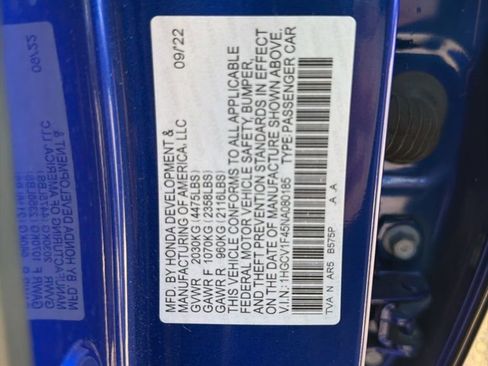 09/22
MFD. BY HONDA DEVELOPMENT &
MANUFACTURING OF AMERICA, LLC
GVWR 2030KG (4475LBS)
GAWR F 1070KG (2358LBS)
GAWR R 960KG (2116LBS)
THIS VEHICLE CONFORMS TO ALL APPLICABLE
FEDERAL MOTOR VEHICLE SAFETY, BUMPER,
AND THEFT PREVENTION STANDARDS IN EFFECT
ON THE DATE OF MANUFACTURE SHOWN ABOVE.
V.I.N.: 1HGCV1F45NA080185 TYPE:PASSENGER CAR
TVA N AR5 B575P A A